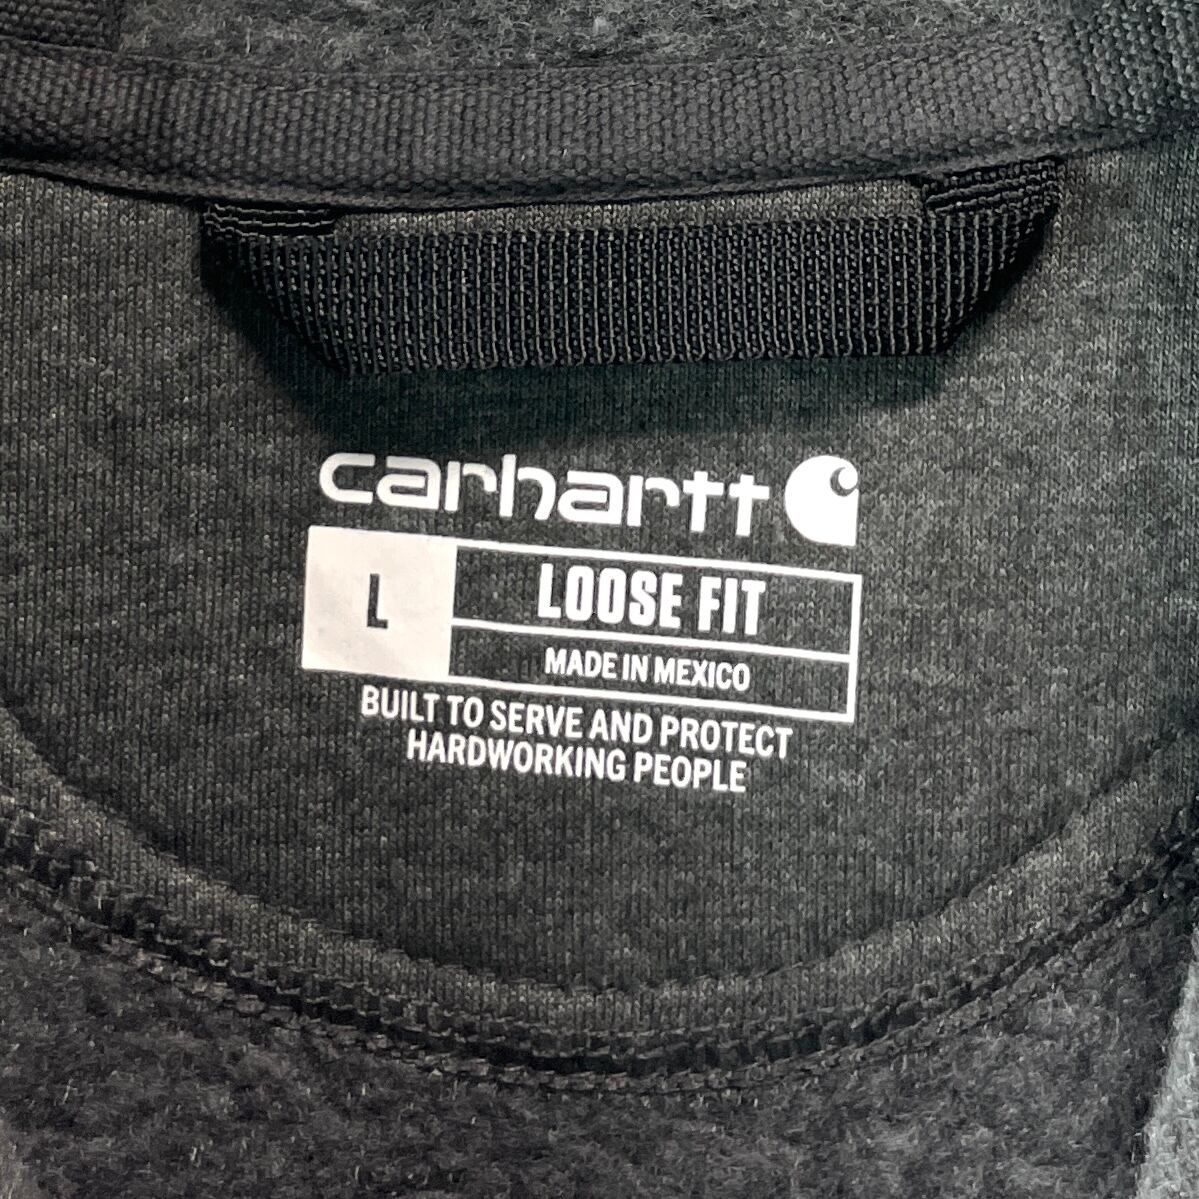 carhartt
L
LOOSE FIT
MADE IN MEXICO
BUILT TO SERVE AND PROTECT
HARDWORKING PEOPLE